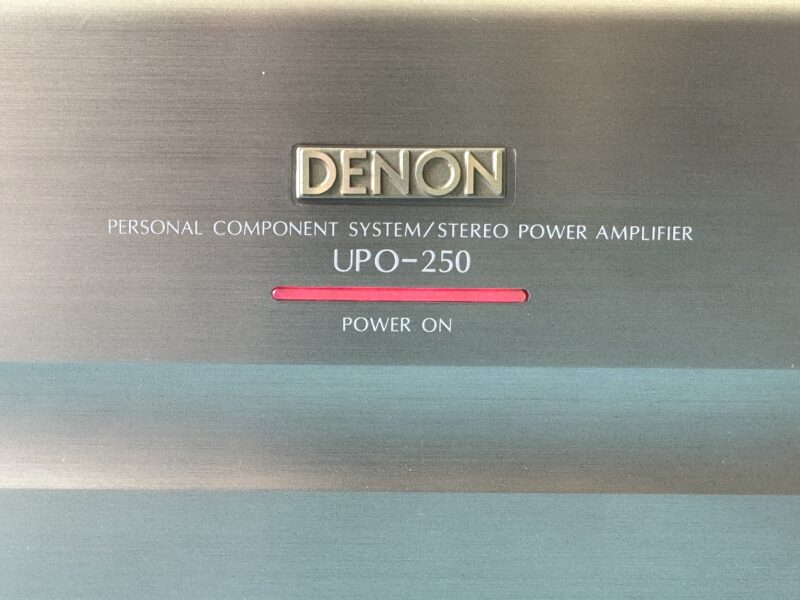 DENON
PERSONAL COMPONENT SYSTEM/STEREO POWER AMPLIFIER
UPO-250
POWER ON